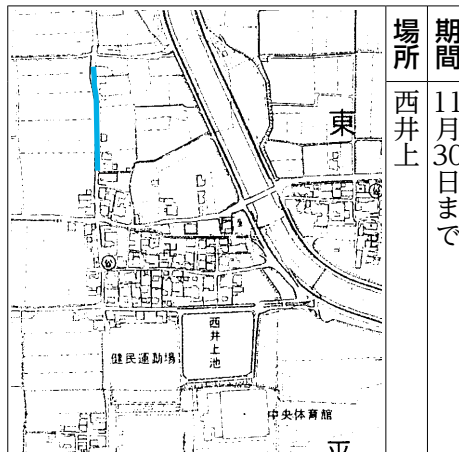 期間 11月30日まで
場所 西井上
東
西井上池
健民運動場
中央体育館
平